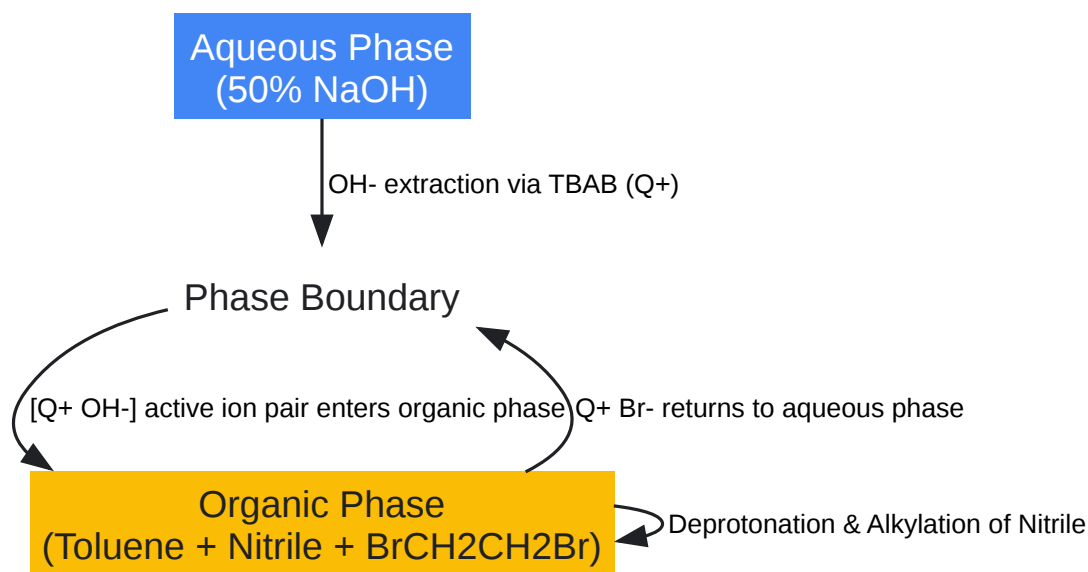 Aqueous Phase
(50% NaOH)
OH- extraction via TBAB (Q+)
Phase Boundary
[Q+ OH-] active ion pair enters organic phase
Q+ Br- returns to aqueous phase
Organic Phase
(Toluene + Nitrile + BrCH2CH2Br)
Deprotonation & Alkylation of Nitrile